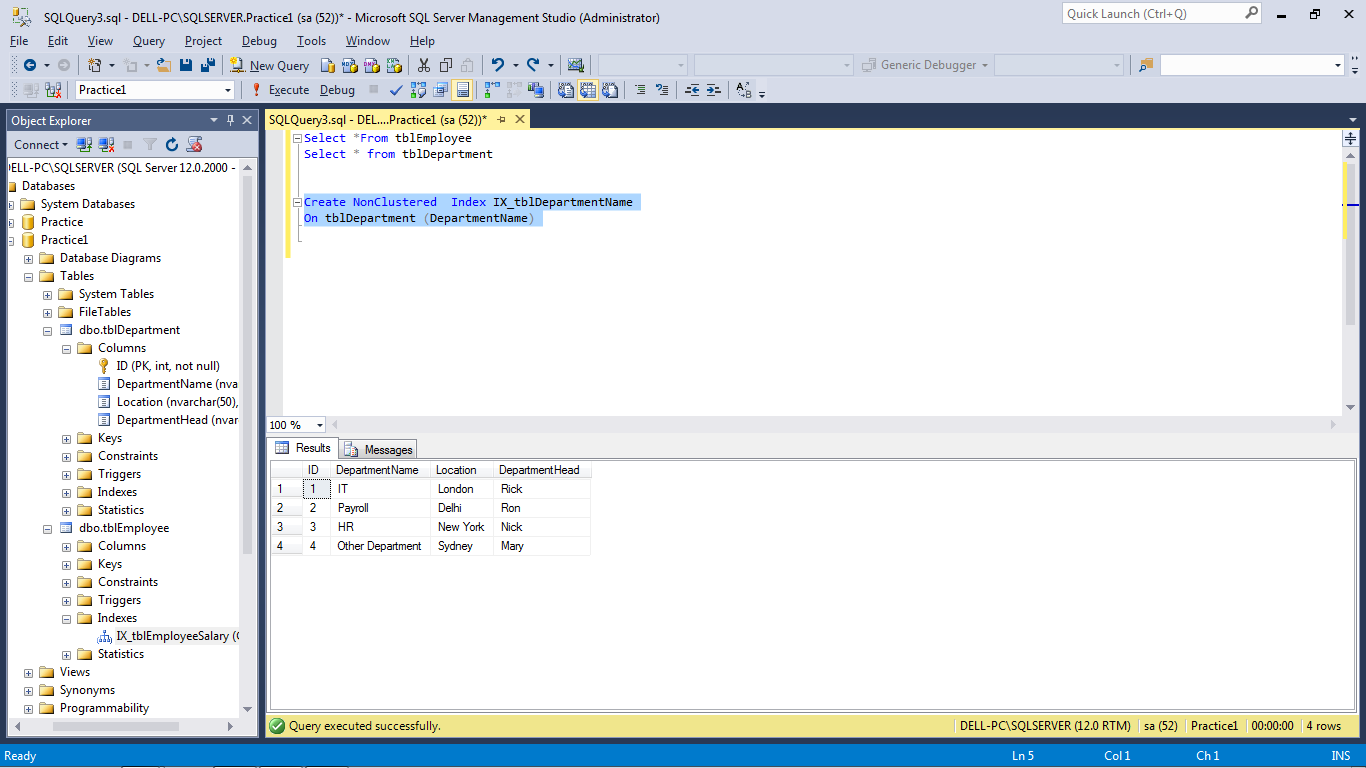 SQLQuery3.sql - DELL-PC\SQLSERVER.Practice1 (sa (52))* - Microsoft SQL Server Management Studio (Administrator)
Quick Launch (Ctrl+Q)
File Edit View Query Project Debug Tools Window Help
New Query
Generic Debugger
Practice1
Execute Debug
Object Explorer
Connect
DELL-PC\SQLSERVER (SQL Server 12.0.2000 -
Databases
System Databases
Practice
Practice1
Database Diagrams
Tables
System Tables
FileTables
dbo.tblDepartment
Columns
ID (PK, int, not null)
DepartmentName (nva
Location (nvarchar(50),
DepartmentHead (nvar
Keys
Constraints
Triggers
Indexes
Statistics
dbo.tblEmployee
Columns
Keys
Constraints
Triggers
Indexes
IX_tblEmployeeSalary (
Statistics
Views
Synonyms
Programmability
SQLQuery3.sql - DEL....Practice1 (sa (52))*
Select *From tblEmployee
Select * from tblDepartment
Create NonClustered  Index IX_tblDepartmentName
On tblDepartment (DepartmentName)
100 %
Results Messages
ID DepartmentName Location DepartmentHead
1 1 IT London Rick
2 2 Payroll Delhi Ron
3 3 HR New York Nick
4 4 Other Department Sydney Mary
Query executed successfully. DELL-PC\SQLSERVER (12.0 RTM) sa (52) Practice1 00:00:00 4 rows
Ready Ln 5 Col 1 Ch 1 INS